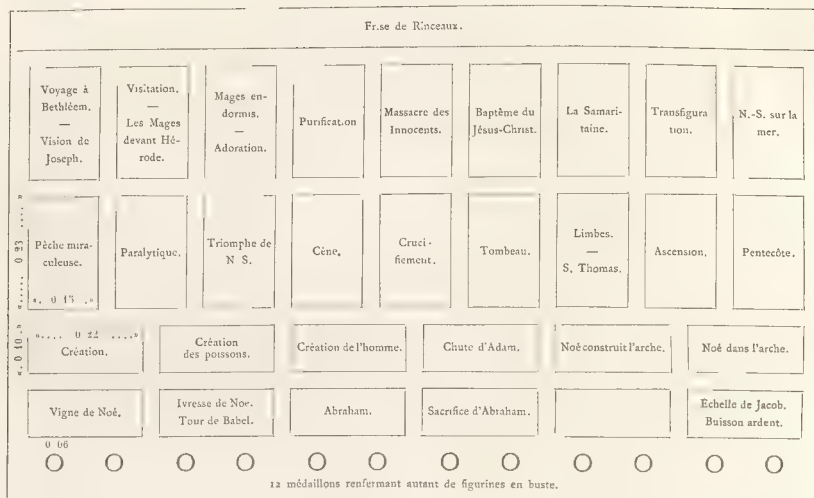 Frise de Rinceaux.
Voyage à
Bethléem.
—
Vision de
Joseph.
Visitation.
—
Les Mages
devant Hé-
rode.
Mages en-
dormis.
—
Adoration.
Purification
Massacre des
Innocents.
Baptême du
Jésus-Christ.
La Samari-
taine.
Transfigura
tion.
N.-S. sur la
mer.
«..... 0 23 ....»
Pêche mira-
culeuse.
«. 0 15 .»
Paralytique.
Triomphe de
N S.
Cène.
Cruci-
fiement.
Tombeau.
Limbes.
—
S. Thomas.
Ascension.
Pentecôte.
«. 0 10 .»
«.... 0 22 ....»
Création.
Création
des poissons.
Création de l'homme.
Chute d'Adam.
Noé construit l'arche.
Noé dans l'arche.
Vigne de Noé.
Ivresse de Noé.
Tour de Babel.
Abraham.
Sacrifice d'Abraham.
Échelle de Jacob.
Buisson ardent.
0 06
12 médaillons renfermant autant de figurines en buste.